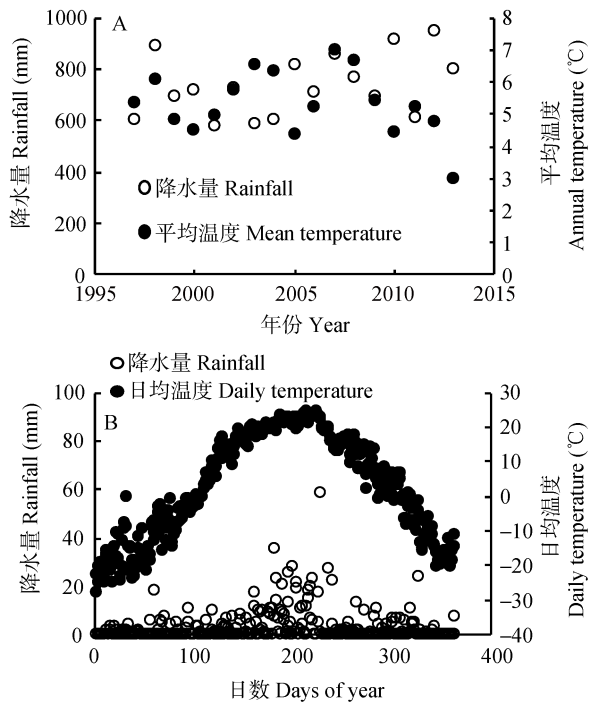 A
1000
800
600
400
200
0
降水量 Rainfall (mm)
8
7
6
5
4
3
2
1
0
平均温度
Annual temperature (℃)
降水量 Rainfall
平均温度 Mean temperature
1995 2000 2005 2010 2015
年份 Year
降水量 Rainfall
日均温度 Daily temperature
B
100
80
60
40
20
0
降水量 Rainfall (mm)
30
20
10
0
−10
−20
−30
−40
日均温度
Daily temperature (℃)
0 100 200 300 400
日数 Days of year